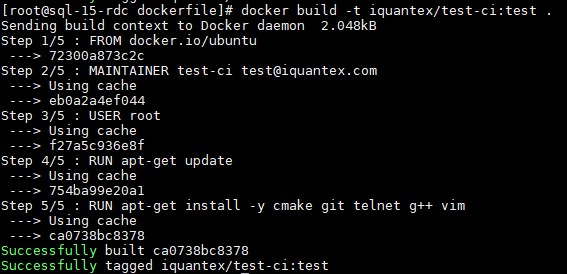 [root@sql-15-rdc dockerfile]# docker build -t iquantex/test-ci:test .
Sending build context to Docker daemon  2.048kB
Step 1/5 : FROM docker.io/ubuntu
 ---> 72300a873c2c
Step 2/5 : MAINTAINER test-ci test@iquantex.com
 ---> Using cache
 ---> eb0a2a4ef044
Step 3/5 : USER root
 ---> Using cache
 ---> f27a5c936e8f
Step 4/5 : RUN apt-get update
 ---> Using cache
 ---> 754ba99e20a1
Step 5/5 : RUN apt-get install -y cmake git telnet g++ vim
 ---> Using cache
 ---> ca0738bc8378
Successfully built ca0738bc8378
Successfully tagged iquantex/test-ci:test